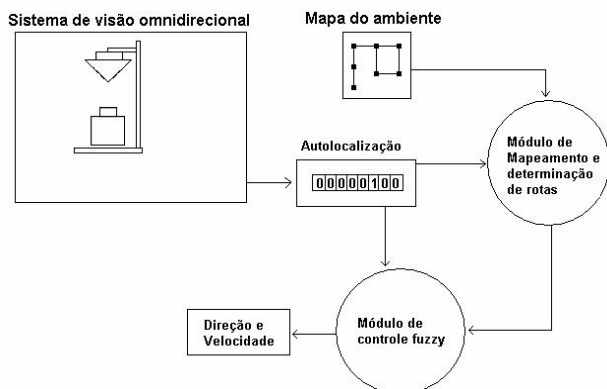 Sistema de visão omnidirecional
Mapa do ambiente
Autolocalização
00000100
Módulo de
Mapeamento e
determinação
de rotas
Direção e
Velocidade
Módulo de
controle fuzzy